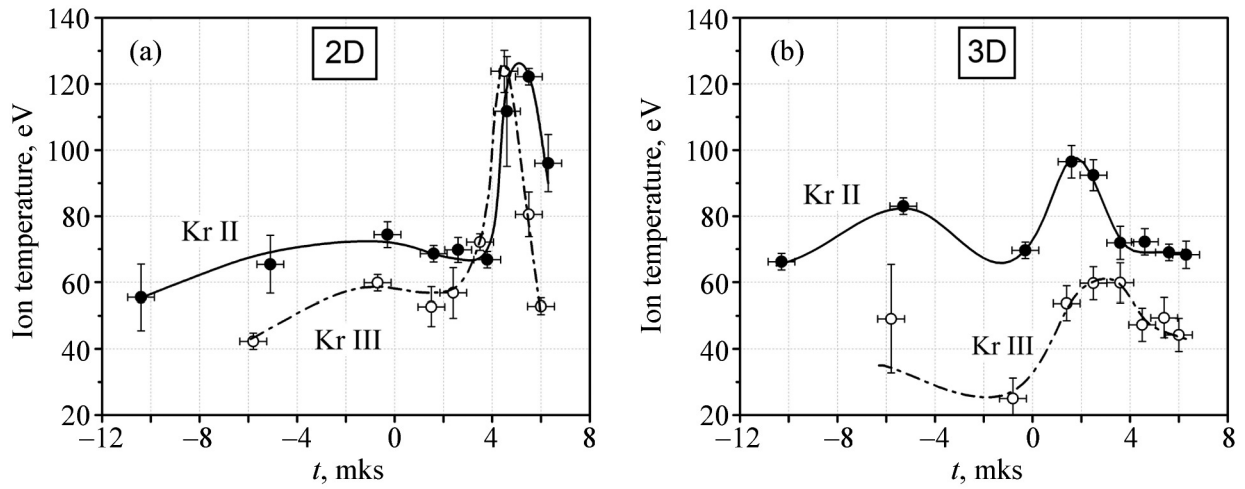 (a) 2D
140
120
100
80
60
40
20
Ion temperature, eV
Kr II
Kr III
−12 −8 −4 0 4 8
t, mks
(b) 3D
140
120
100
80
60
40
20
Ion temperature, eV
Kr II
Kr III
−12 −8 −4 0 4 8
t, mks